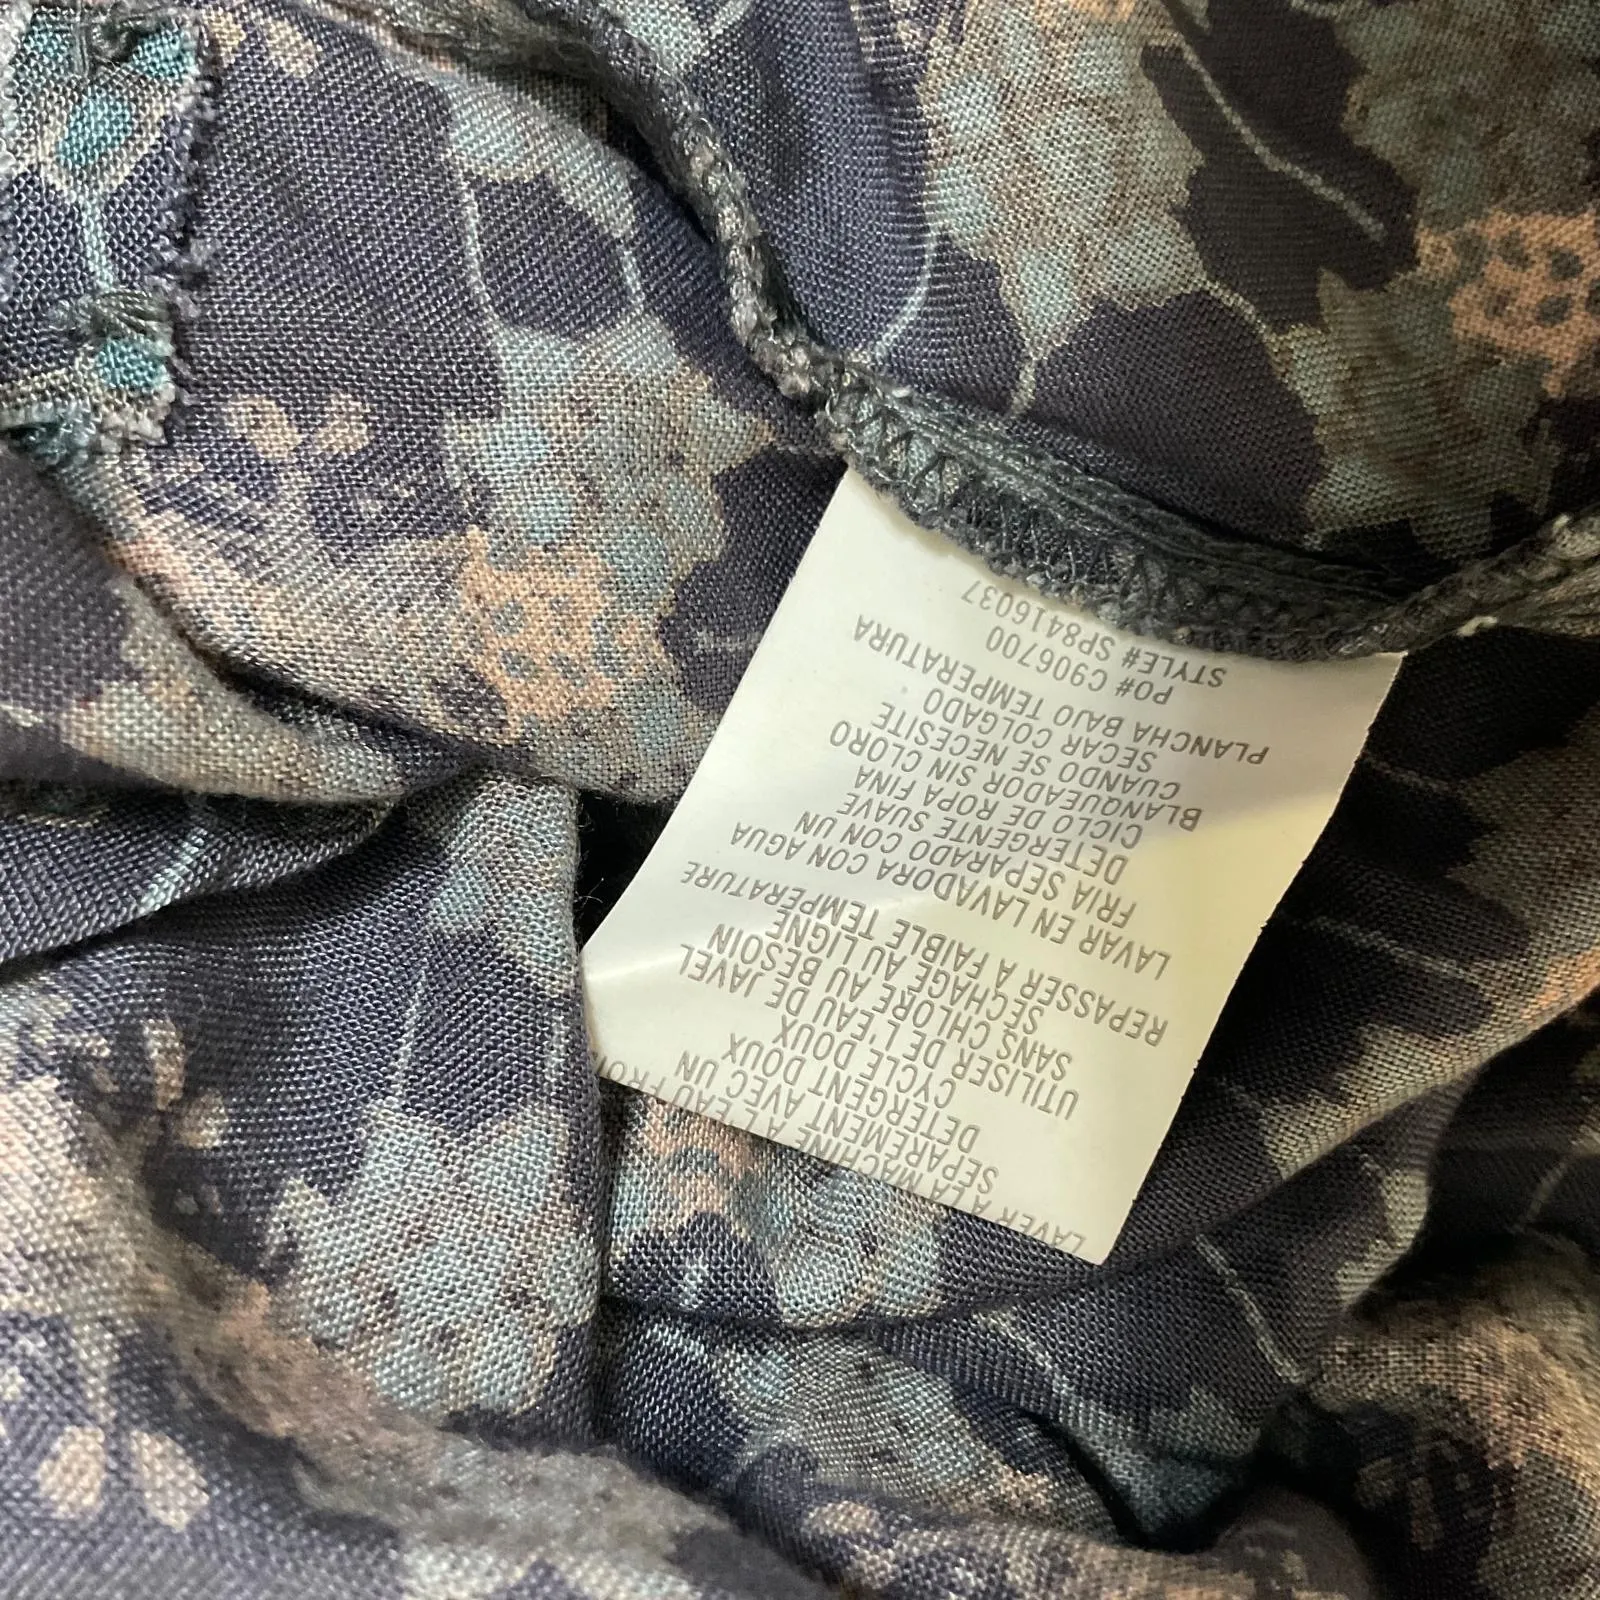 LAVER A LA MACHINE A L'EAU
SEPAREMENT AVEC UN
DETERGENT DOUX
CYCLE DOUX
UTILISER DE L'EAU DE JAVEL
SANS CHLORE AU BESOIN
SECHAGE AU LIGNE
REPASSER A FAIBLE TEMPERATURE
LAVAR EN LAVADORA CON AGUA
FRIA SEPARADO CON UN
DETERGENTE SUAVE
CICLO DE ROPA FINA
BLANQUEADOR SIN CLORO
CUANDO SE NECESITE
SECAR COLGADO
PLANCHA BAJO TEMPERATURA
PO# C906700
STYLE# SP8416037